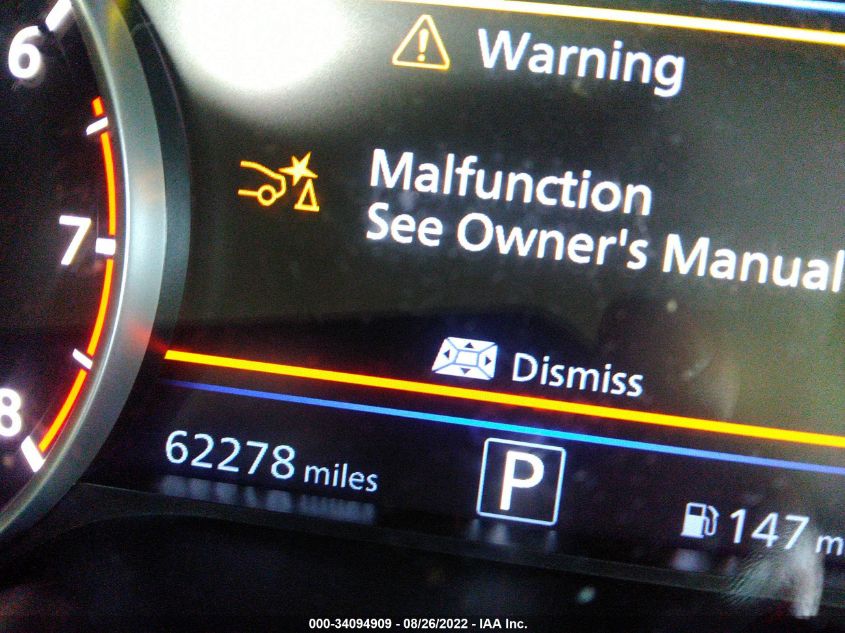 6
7
8
Warning
Malfunction
See Owner's Manual
Dismiss
62278 miles
P
147 m
000-34094909 - 08/26/2022 - IAA Inc.